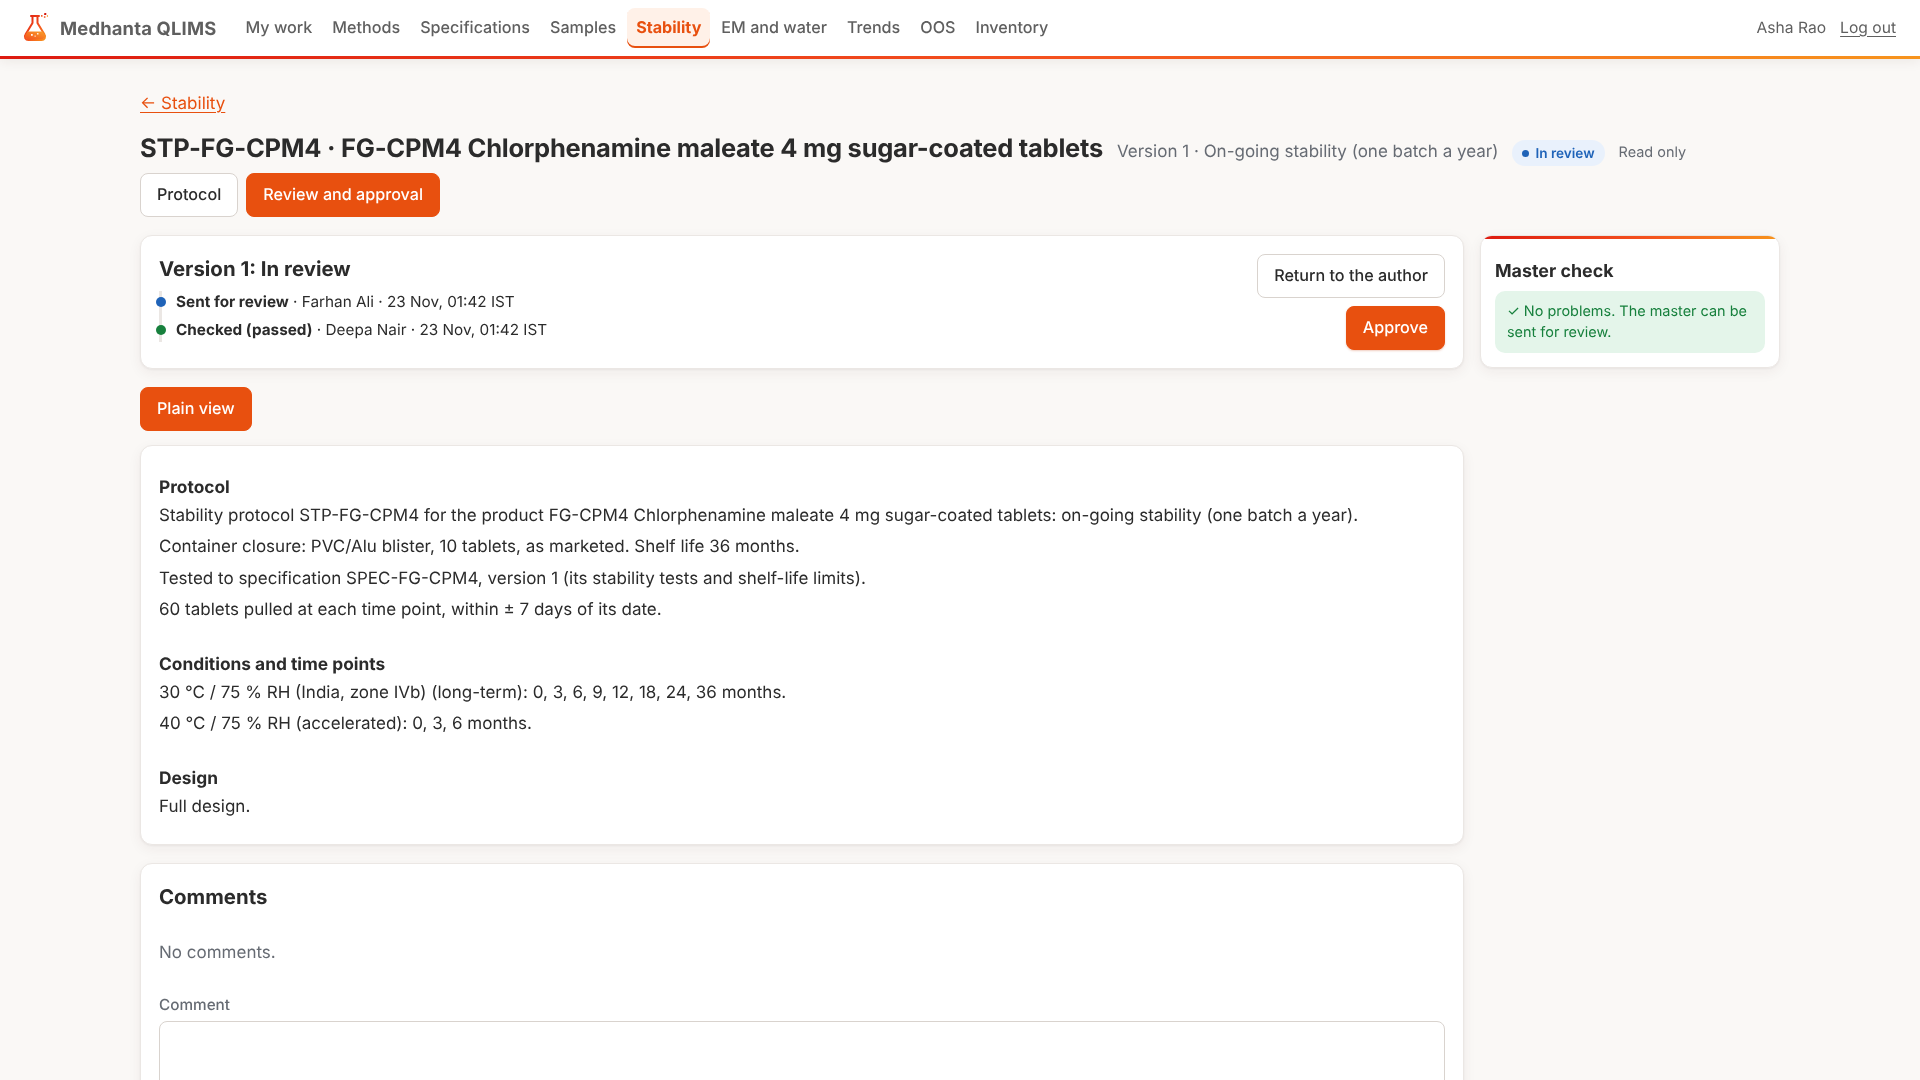 Medhanta QLIMS My work Methods Specifications Samples Stability EM and water Trends OOS Inventory Asha Rao Log out
← Stability
STP-FG-CPM4 · FG-CPM4 Chlorphenamine maleate 4 mg sugar-coated tablets Version 1 · On-going stability (one batch a year) In review Read only
Protocol Review and approval
Version 1: In review
Sent for review · Farhan Ali · 23 Nov, 01:42 IST
Checked (passed) · Deepa Nair · 23 Nov, 01:42 IST
Return to the author
Approve
Master check
✓ No problems. The master can be
sent for review.
Plain view
Protocol
Stability protocol STP-FG-CPM4 for the product FG-CPM4 Chlorphenamine maleate 4 mg sugar-coated tablets: on-going stability (one batch a year).
Container closure: PVC/Alu blister, 10 tablets, as marketed. Shelf life 36 months.
Tested to specification SPEC-FG-CPM4, version 1 (its stability tests and shelf-life limits).
60 tablets pulled at each time point, within ± 7 days of its date.
Conditions and time points
30 °C / 75 % RH (India, zone IVb) (long-term): 0, 3, 6, 9, 12, 18, 24, 36 months.
40 °C / 75 % RH (accelerated): 0, 3, 6 months.
Design
Full design.
Comments
No comments.
Comment